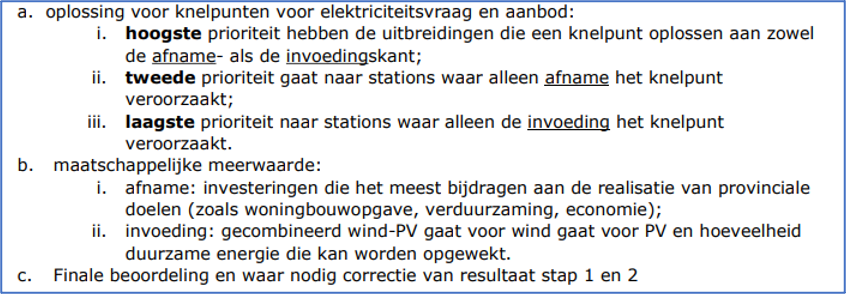 a. oplossing voor knelpunten voor elektriciteitsvraag en aanbod:
i. hoogste prioriteit hebben de uitbreidingen die een knelpunt oplossen aan zowel
de afname- als de invoedingskant;
ii. tweede prioriteit gaat naar stations waar alleen afname het knelpunt
veroorzaakt;
iii. laagste prioriteit naar stations waar alleen de invoeding het knelpunt
veroorzaakt.
b. maatschappelijke meerwaarde:
i. afname: investeringen die het meest bijdragen aan de realisatie van provinciale
doelen (zoals woningbouwopgave, verduurzaming, economie);
ii. invoeding: gecombineerd wind-PV gaat voor wind gaat voor PV en hoeveelheid
duurzame energie die kan worden opgewekt.
c. Finale beoordeling en waar nodig correctie van resultaat stap 1 en 2